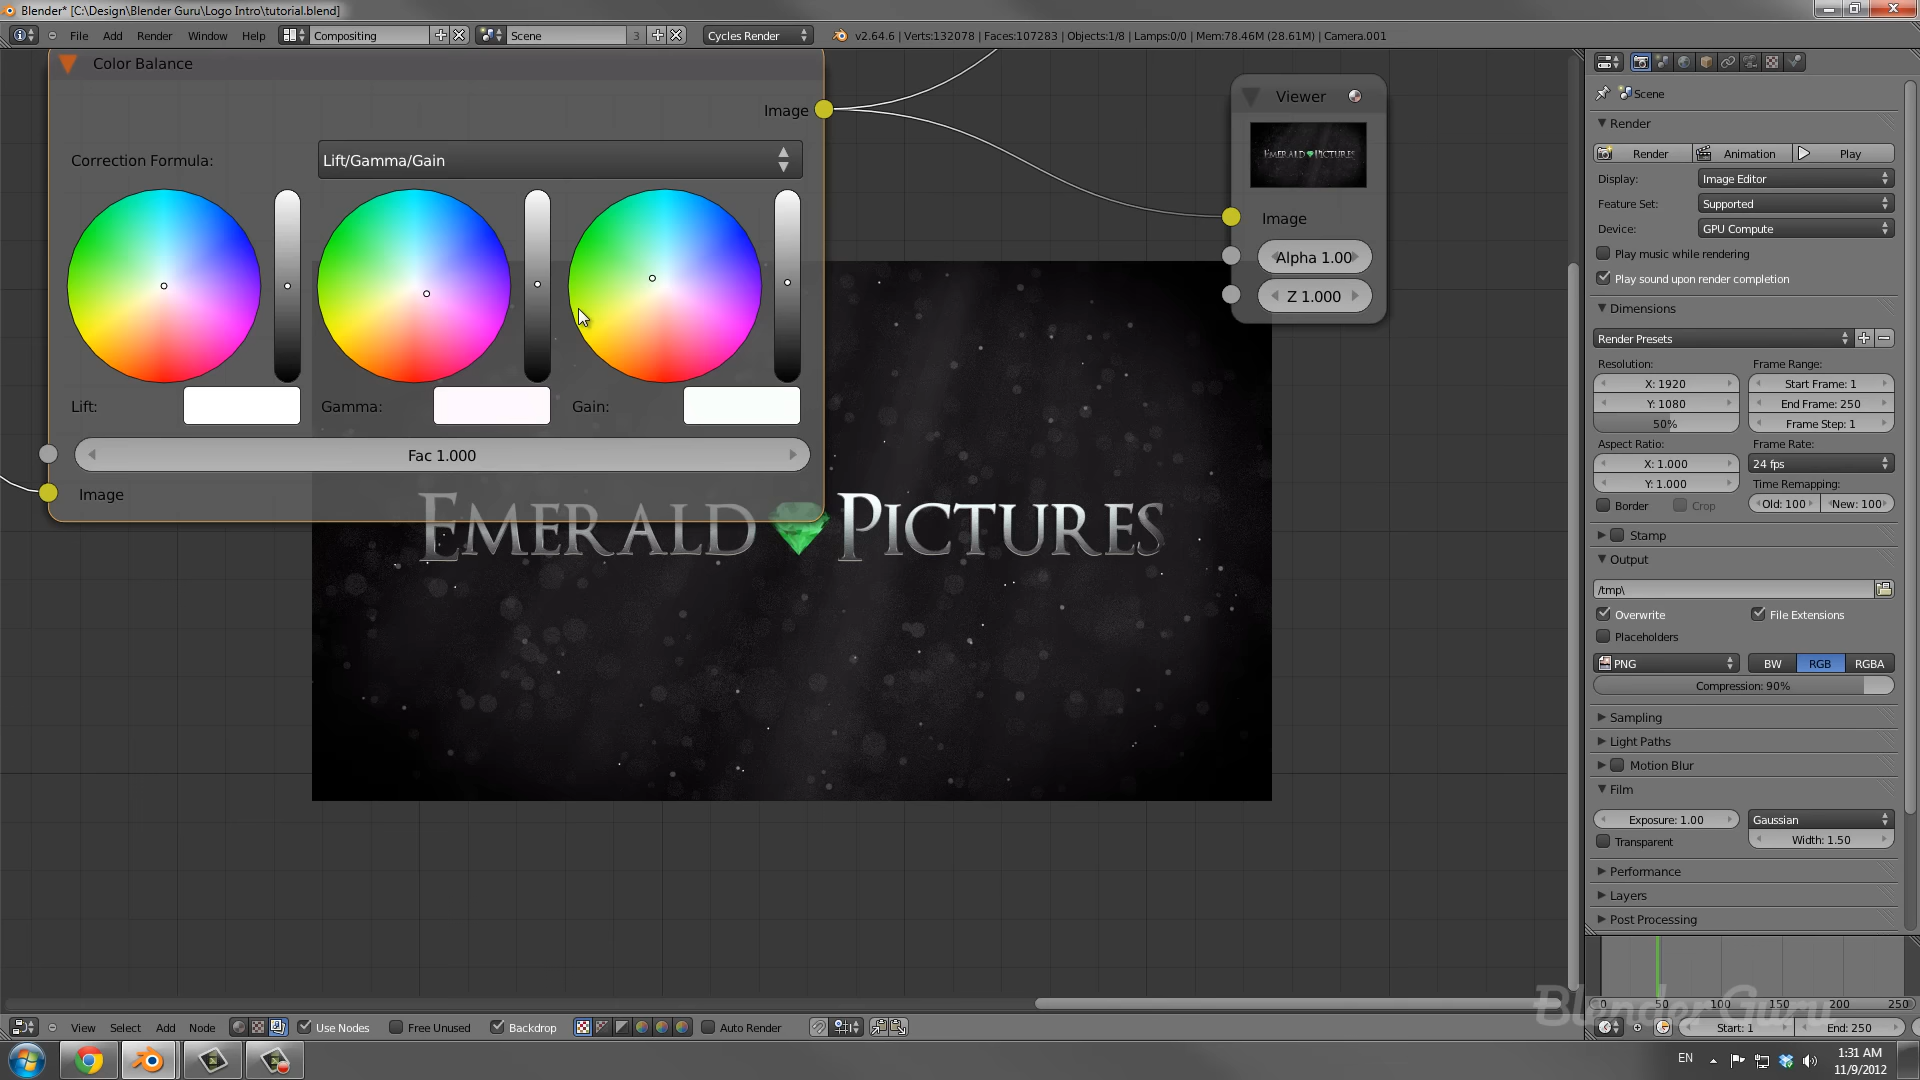 Blender* [C:\Design\Blender Guru\Logo Intro\tutorial.blend]
File Add Render Window Help Compositing Scene 3 Cycles Render v2.64.6 | Verts:132078 | Faces:107283 | Objects:1/8 | Lamps:0/0 | Mem:78.46M (28.61M) | Camera.001
Color Balance
Image
Correction Formula: Lift/Gamma/Gain
Lift: Gamma: Gain:
Fac 1.000
Image
Viewer
EMERALD PICTURES
Image
Alpha 1.00
Z 1.000
EMERALD PICTURES
Scene
Render
Render Animation Play
Display: Image Editor
Feature Set: Supported
Device: GPU Compute
Play music while rendering
Play sound upon render completion
Dimensions
Render Presets
Resolution: Frame Range:
X: 1920 Start Frame: 1
Y: 1080 End Frame: 250
50% Frame Step: 1
Aspect Ratio: Frame Rate:
X: 1.000 24 fps
Y: 1.000 Time Remapping:
Border Crop Old: 100 New: 100
Stamp
Output
/tmp\
Overwrite File Extensions
Placeholders
PNG BW RGB RGBA
Compression: 90%
Sampling
Light Paths
Motion Blur
Film
Exposure: 1.00 Gaussian
Transparent Width: 1.50
Performance
Layers
Post Processing
0 50 100 150 200 250
BlenderGuru
View Select Add Node Use Nodes Free Unused Backdrop Auto Render Start: 1 End: 250
EN 1:31 AM
11/9/2012